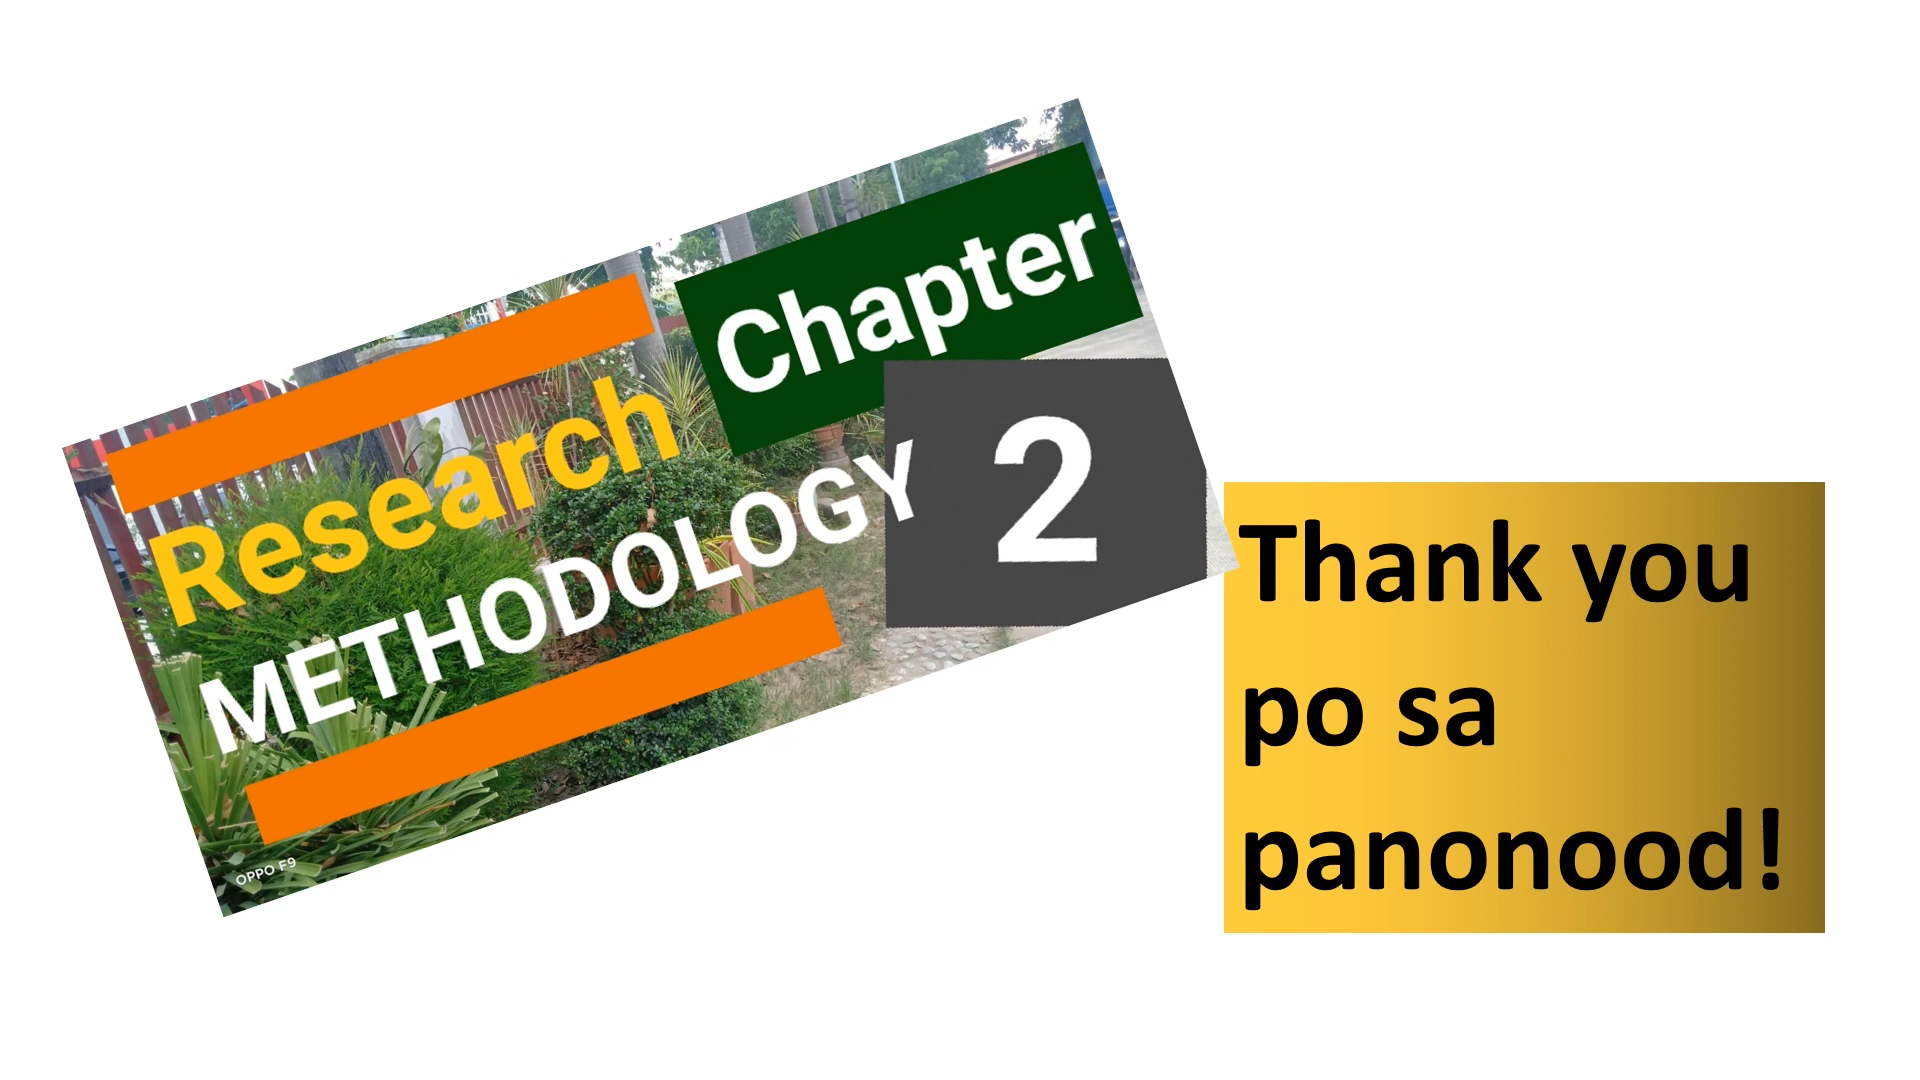 Chapter
Research
METHODOLOGY
2
OPPO F9
Thank you
po sa
panonood!